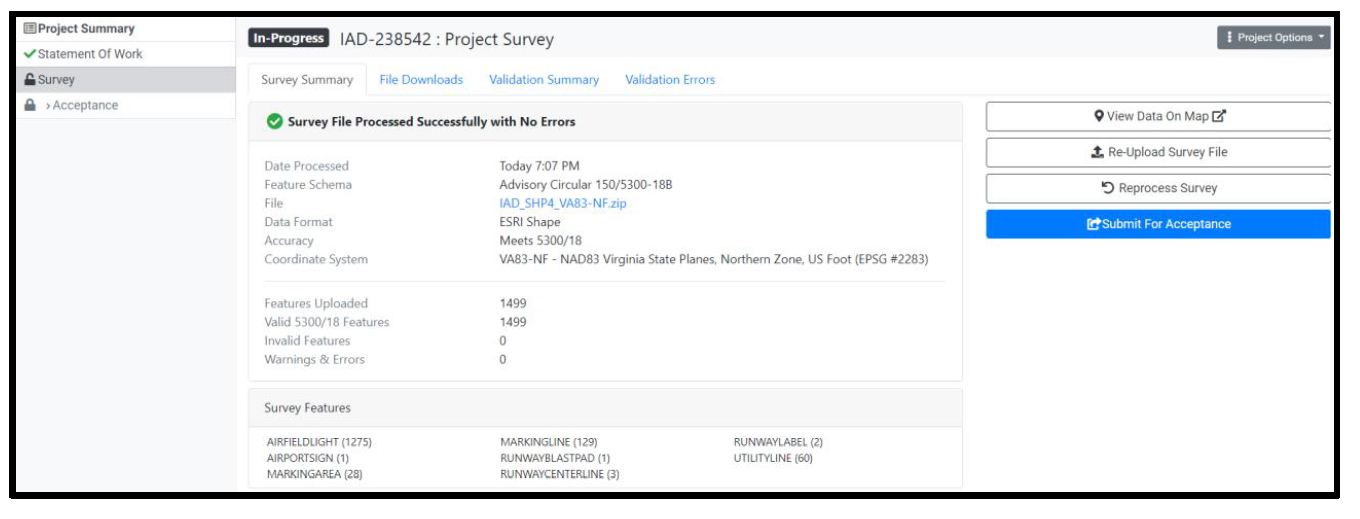 Project Summary
Statement Of Work
Survey
› Acceptance
In-Progress IAD-238542 : Project Survey
Project Options
Survey Summary File Downloads Validation Summary Validation Errors
Survey File Processed Successfully with No Errors
Date Processed Today 7:07 PM
Feature Schema Advisory Circular 150/5300-18B
File IAD_SHP4_VA83-NF.zip
Data Format ESRI Shape
Accuracy Meets 5300/18
Coordinate System VA83-NF - NAD83 Virginia State Planes, Northern Zone, US Foot (EPSG #2283)
Features Uploaded 1499
Valid 5300/18 Features 1499
Invalid Features 0
Warnings & Errors 0
Survey Features
AIRFIELDLIGHT (1275) MARKINGLINE (129) RUNWAYLABEL (2)
AIRPORTSIGN (1) RUNWAYBLASTPAD (1) UTILITYLINE (60)
MARKINGAREA (28) RUNWAYCENTERLINE (3)
View Data On Map
Re-Upload Survey File
Reprocess Survey
Submit For Acceptance